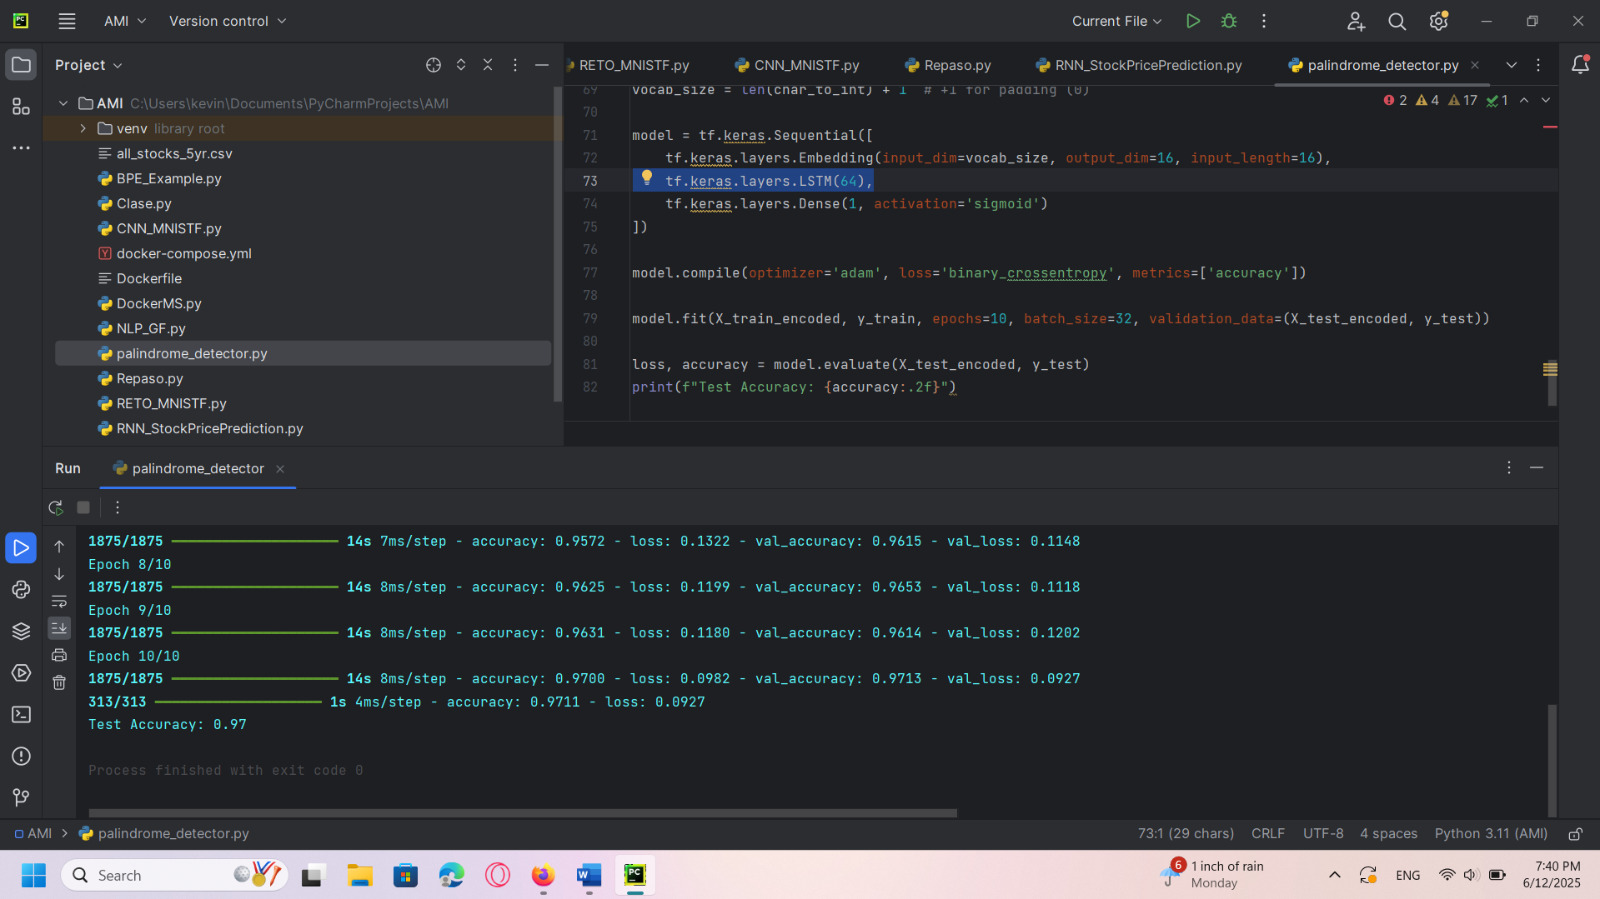 AMI
Version control
Current File
Project
RETO_MNISTF.py
CNN_MNISTF.py
Repaso.py
RNN_StockPricePrediction.py
palindrome_detector.py
AMI C:\Users\kevin\Documents\PyCharmProjects\AMI
venv library root
all_stocks_5yr.csv
BPE_Example.py
Clase.py
CNN_MNISTF.py
docker-compose.yml
Dockerfile
DockerMS.py
NLP_GF.py
palindrome_detector.py
Repaso.py
RETO_MNISTF.py
RNN_StockPricePrediction.py
2 4 17 1
69 vocab_size = len(char_to_int) + 1 # +1 for padding (0)
70
71 model = tf.keras.Sequential([
72 tf.keras.layers.Embedding(input_dim=vocab_size, output_dim=16, input_length=16),
73 tf.keras.layers.LSTM(64),
74 tf.keras.layers.Dense(1, activation='sigmoid')
75 ])
76
77 model.compile(optimizer='adam', loss='binary_crossentropy', metrics=['accuracy'])
78
79 model.fit(X_train_encoded, y_train, epochs=10, batch_size=32, validation_data=(X_test_encoded, y_test))
80
81 loss, accuracy = model.evaluate(X_test_encoded, y_test)
82 print(f"Test Accuracy: {accuracy:.2f}")
Run palindrome_detector
1875/1875 14s 7ms/step - accuracy: 0.9572 - loss: 0.1322 - val_accuracy: 0.9615 - val_loss: 0.1148
Epoch 8/10
1875/1875 14s 8ms/step - accuracy: 0.9625 - loss: 0.1199 - val_accuracy: 0.9653 - val_loss: 0.1118
Epoch 9/10
1875/1875 14s 8ms/step - accuracy: 0.9631 - loss: 0.1180 - val_accuracy: 0.9614 - val_loss: 0.1202
Epoch 10/10
1875/1875 14s 8ms/step - accuracy: 0.9700 - loss: 0.0982 - val_accuracy: 0.9713 - val_loss: 0.0927
313/313 1s 4ms/step - accuracy: 0.9711 - loss: 0.0927
Test Accuracy: 0.97
Process finished with exit code 0
AMI > palindrome_detector.py
73:1 (29 chars) CRLF UTF-8 4 spaces Python 3.11 (AMI)
Search
6
1 inch of rain
Monday
ENG
7:40 PM
6/12/2025